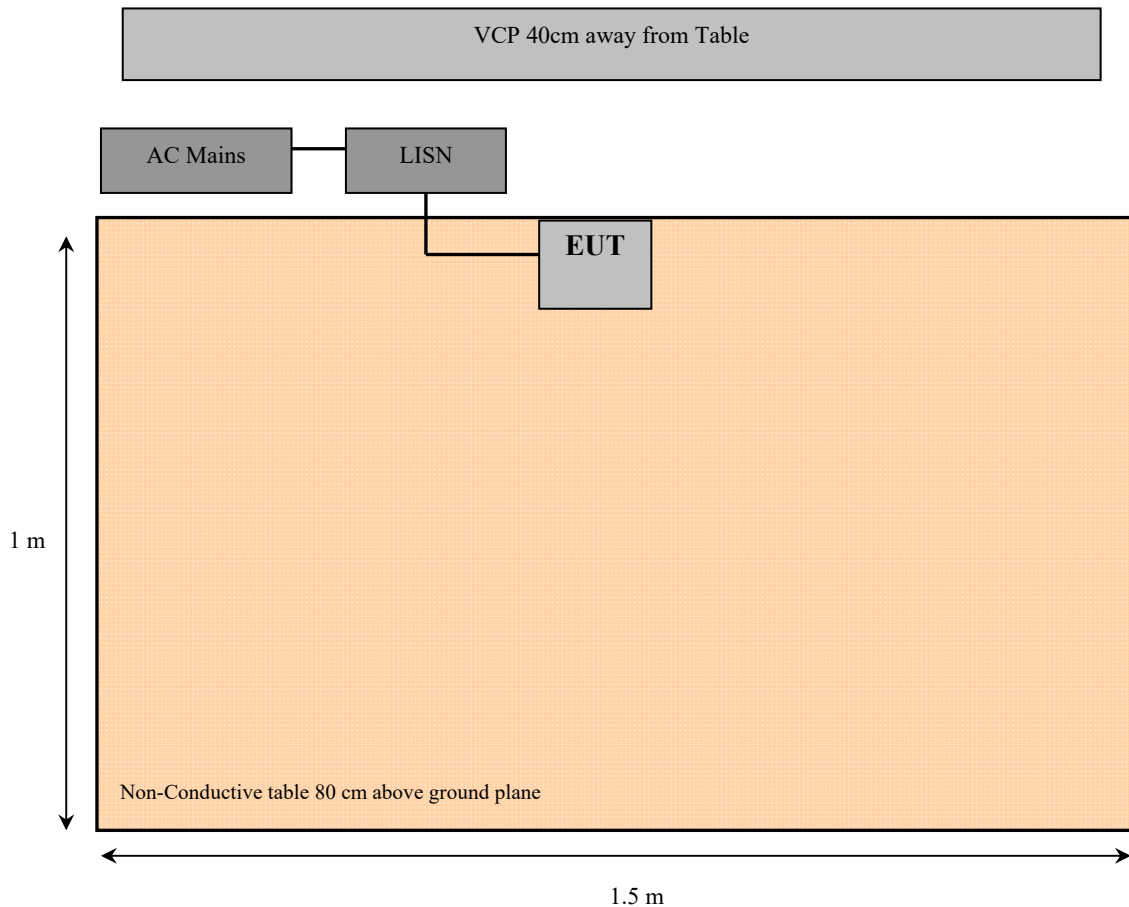 VCP 40cm away from Table
AC Mains
LISN
EUT
1 m
Non-Conductive table 80 cm above ground plane
1.5 m